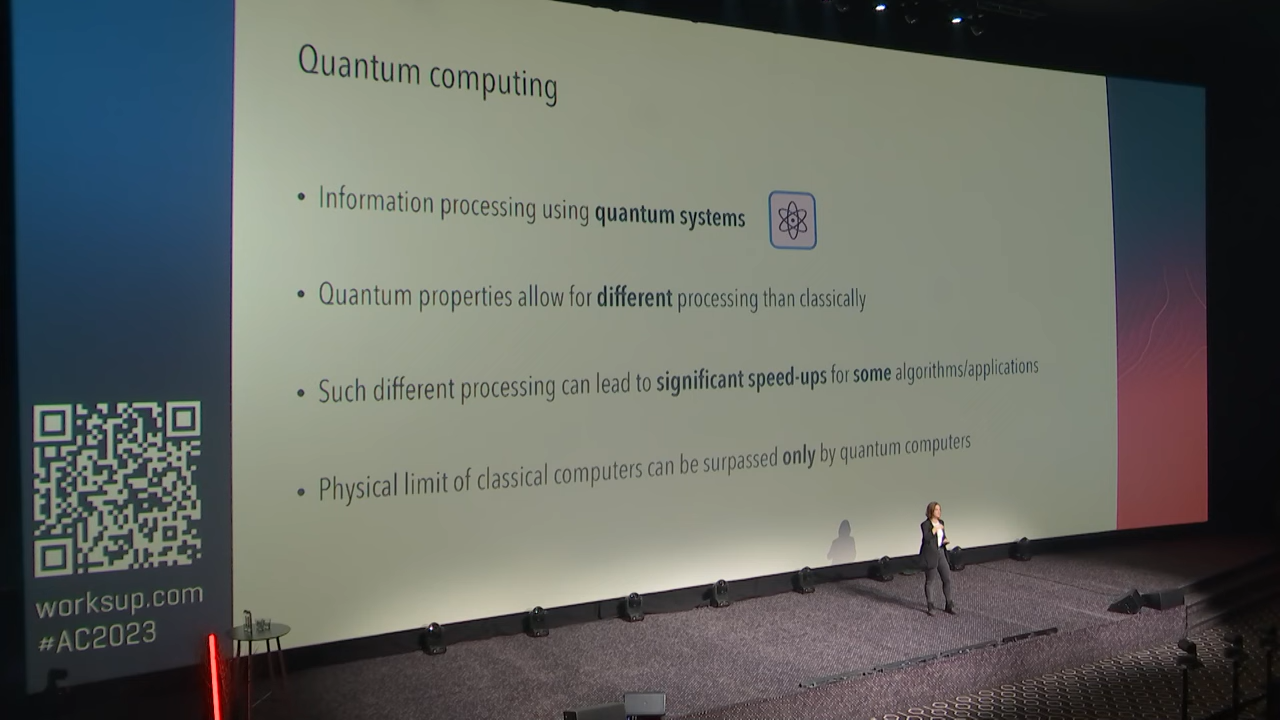 Quantum computing
• Information processing using quantum systems
• Quantum properties allow for different processing than classically
• Such different processing can lead to significant speed-ups for some algorithms/applications
• Physical limit of classical computers can be surpassed only by quantum computers
worksup.com
#AC2023